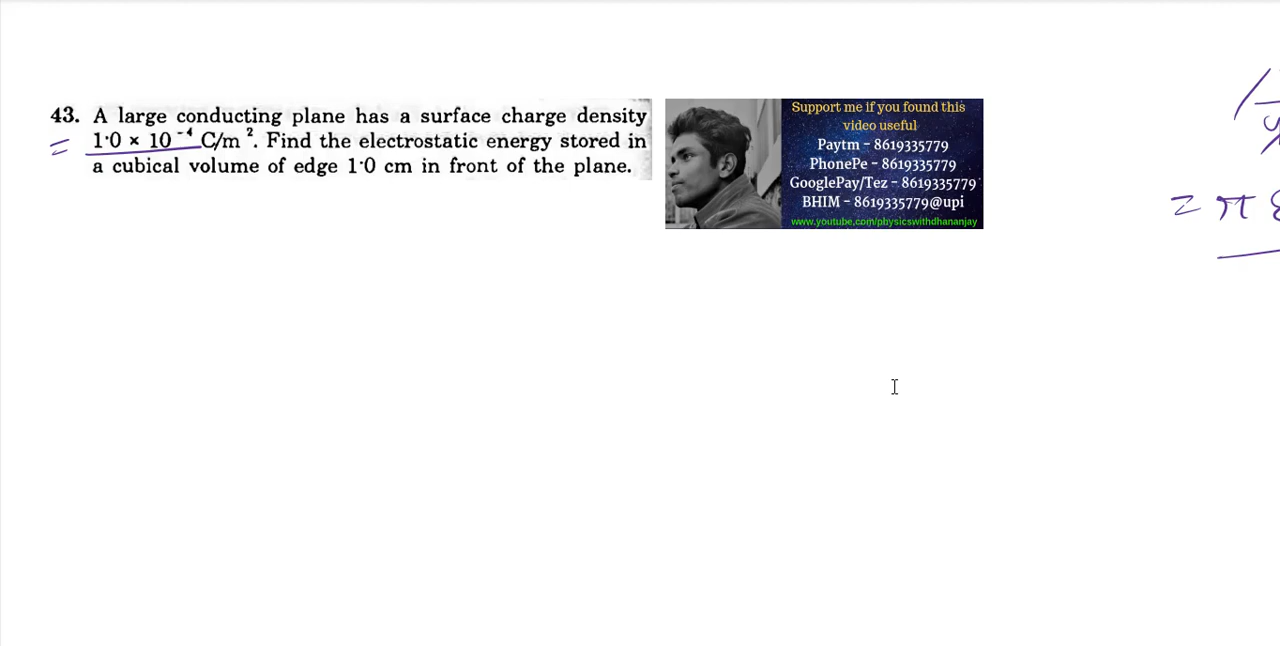 43. A large conducting plane has a surface charge density
= 1·0 × 10⁻⁴ C/m². Find the electrostatic energy stored in
a cubical volume of edge 1·0 cm in front of the plane.
Support me if you found this
video useful
Paytm - 8619335779
PhonePe - 8619335779
GooglePay/Tez - 8619335779
BHIM - 8619335779@upi
www.youtube.com/physicswithdhananjay